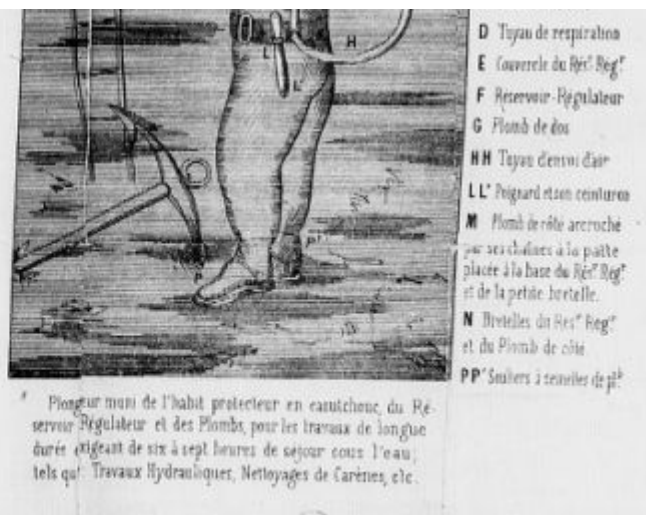 D Tuyau de respiration
E Couvercle du Rés.r Rég.r
F Réservoir-Régulateur
G Plomb de dos
HH Tuyau d'envoi d'air
LL' Poignard et son ceinturon
M Plomb de côté accroché
par ses chaînes à la patte
placée à la base du Rés.r Rég.r
et de la petite bretelle.
N Bretelles du Rés.r Rég.r
et du Plomb de côté
PP' Souliers à semelles de pl.b
H
L
L'
P'
P
Plongeur muni de l'habit protecteur en caoutchouc, du Ré-
servoir Régulateur et des Plombs, pour les travaux de longue
durée exigeant de six à sept heures de séjour sous l'eau;
tels que Travaux Hydrauliques, Nettoyages de Carènes, etc.